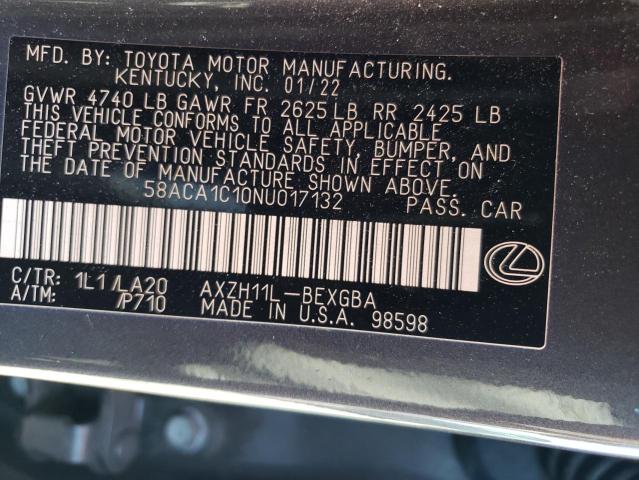 MFD. BY: TOYOTA MOTOR MANUFACTURING.
KENTUCKY, INC. 01/22
GVWR 4740 LB GAWR FR 2625 LB RR 2425 LB
THIS VEHICLE CONFORMS TO ALL APPLICABLE
FEDERAL MOTOR VEHICLE SAFETY, BUMPER, AND
THEFT PREVENTION STANDARDS IN EFFECT ON
THE DATE OF MANUFACTURE SHOWN ABOVE.
58ACA1C10NU017132 PASS. CAR
C/TR: 1L1/LA20 AXZH11L-BEXGBA
A/TM: /P710 MADE IN U.S.A. 98598